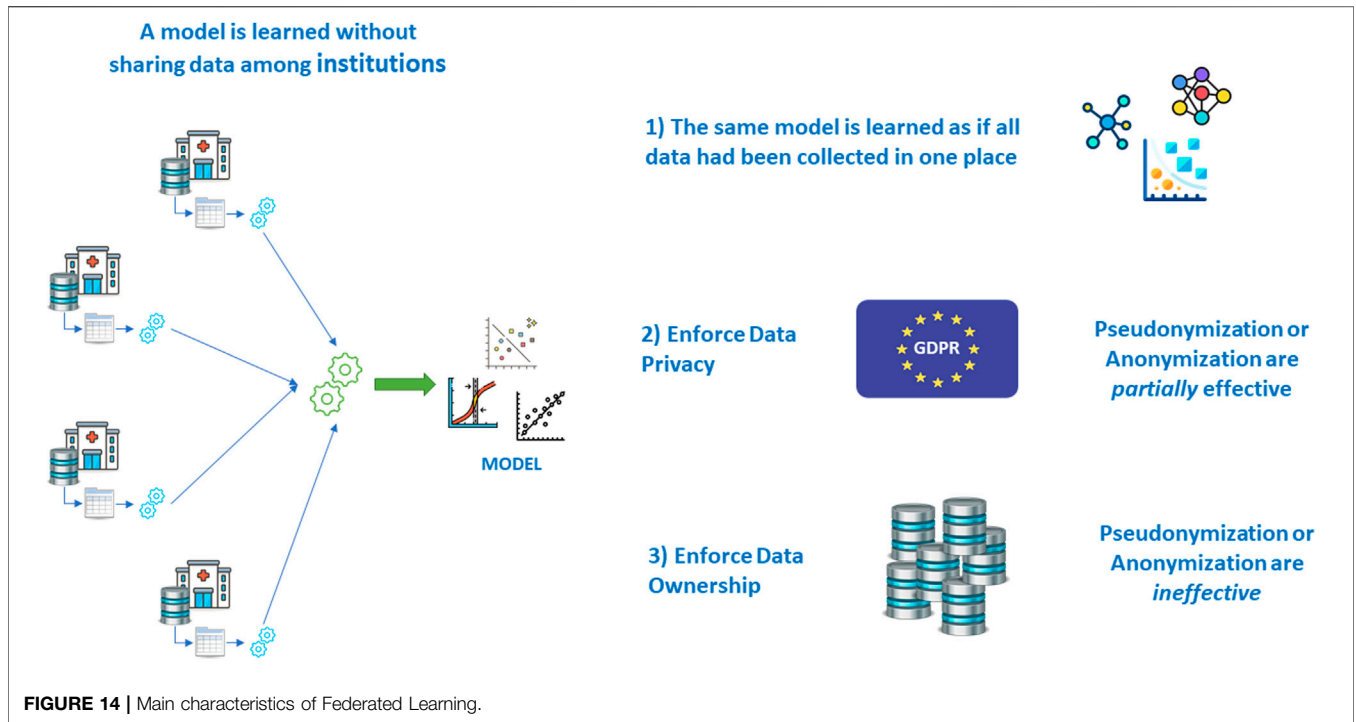 A model is learned without
sharing data among institutions
1) The same model is learned as if all
data had been collected in one place
2) Enforce Data
Privacy
GDPR
Pseudonymization or
Anonymization are
partially effective
MODEL
3) Enforce Data
Ownership
Pseudonymization or
Anonymization are
ineffective
FIGURE 14 | Main characteristics of Federated Learning.